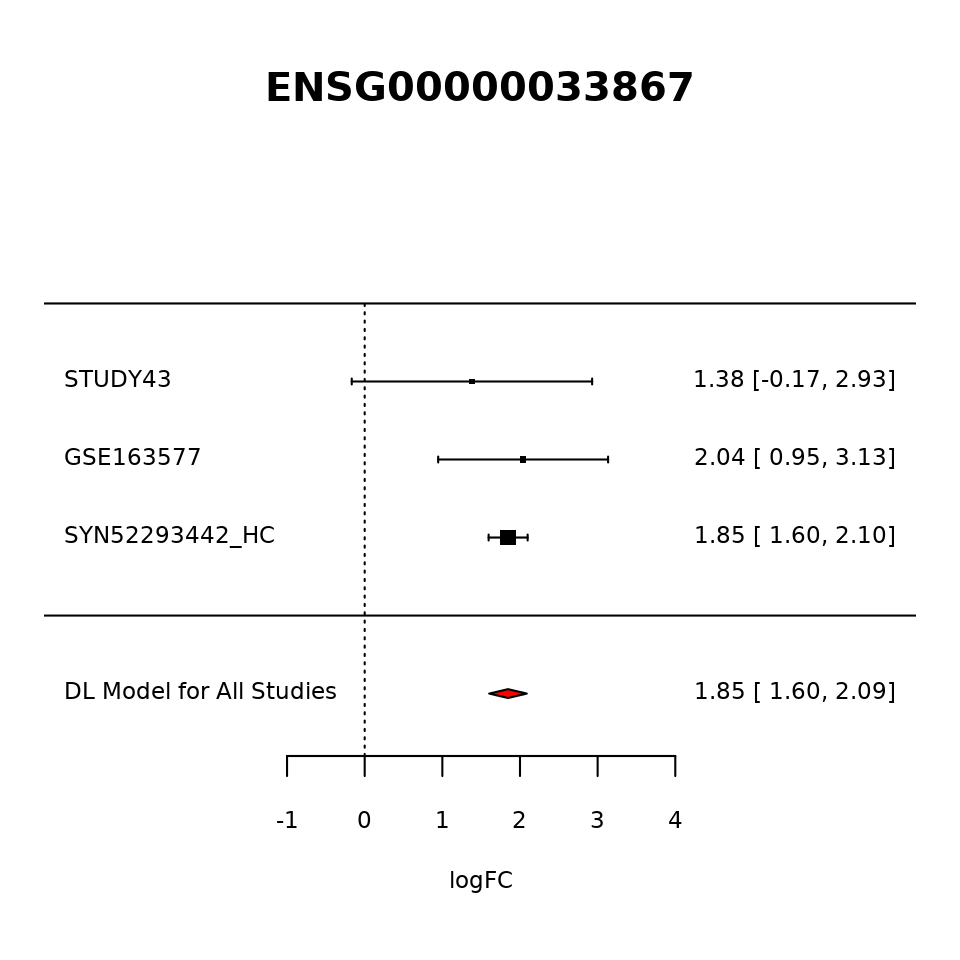 ENSG00000033867
STUDY43 1.38 [-0.17, 2.93]
GSE163577 2.04 [ 0.95, 3.13]
SYN52293442_HC 1.85 [ 1.60, 2.10]
DL Model for All Studies 1.85 [ 1.60, 2.09]
-1 0 1 2 3 4
logFC